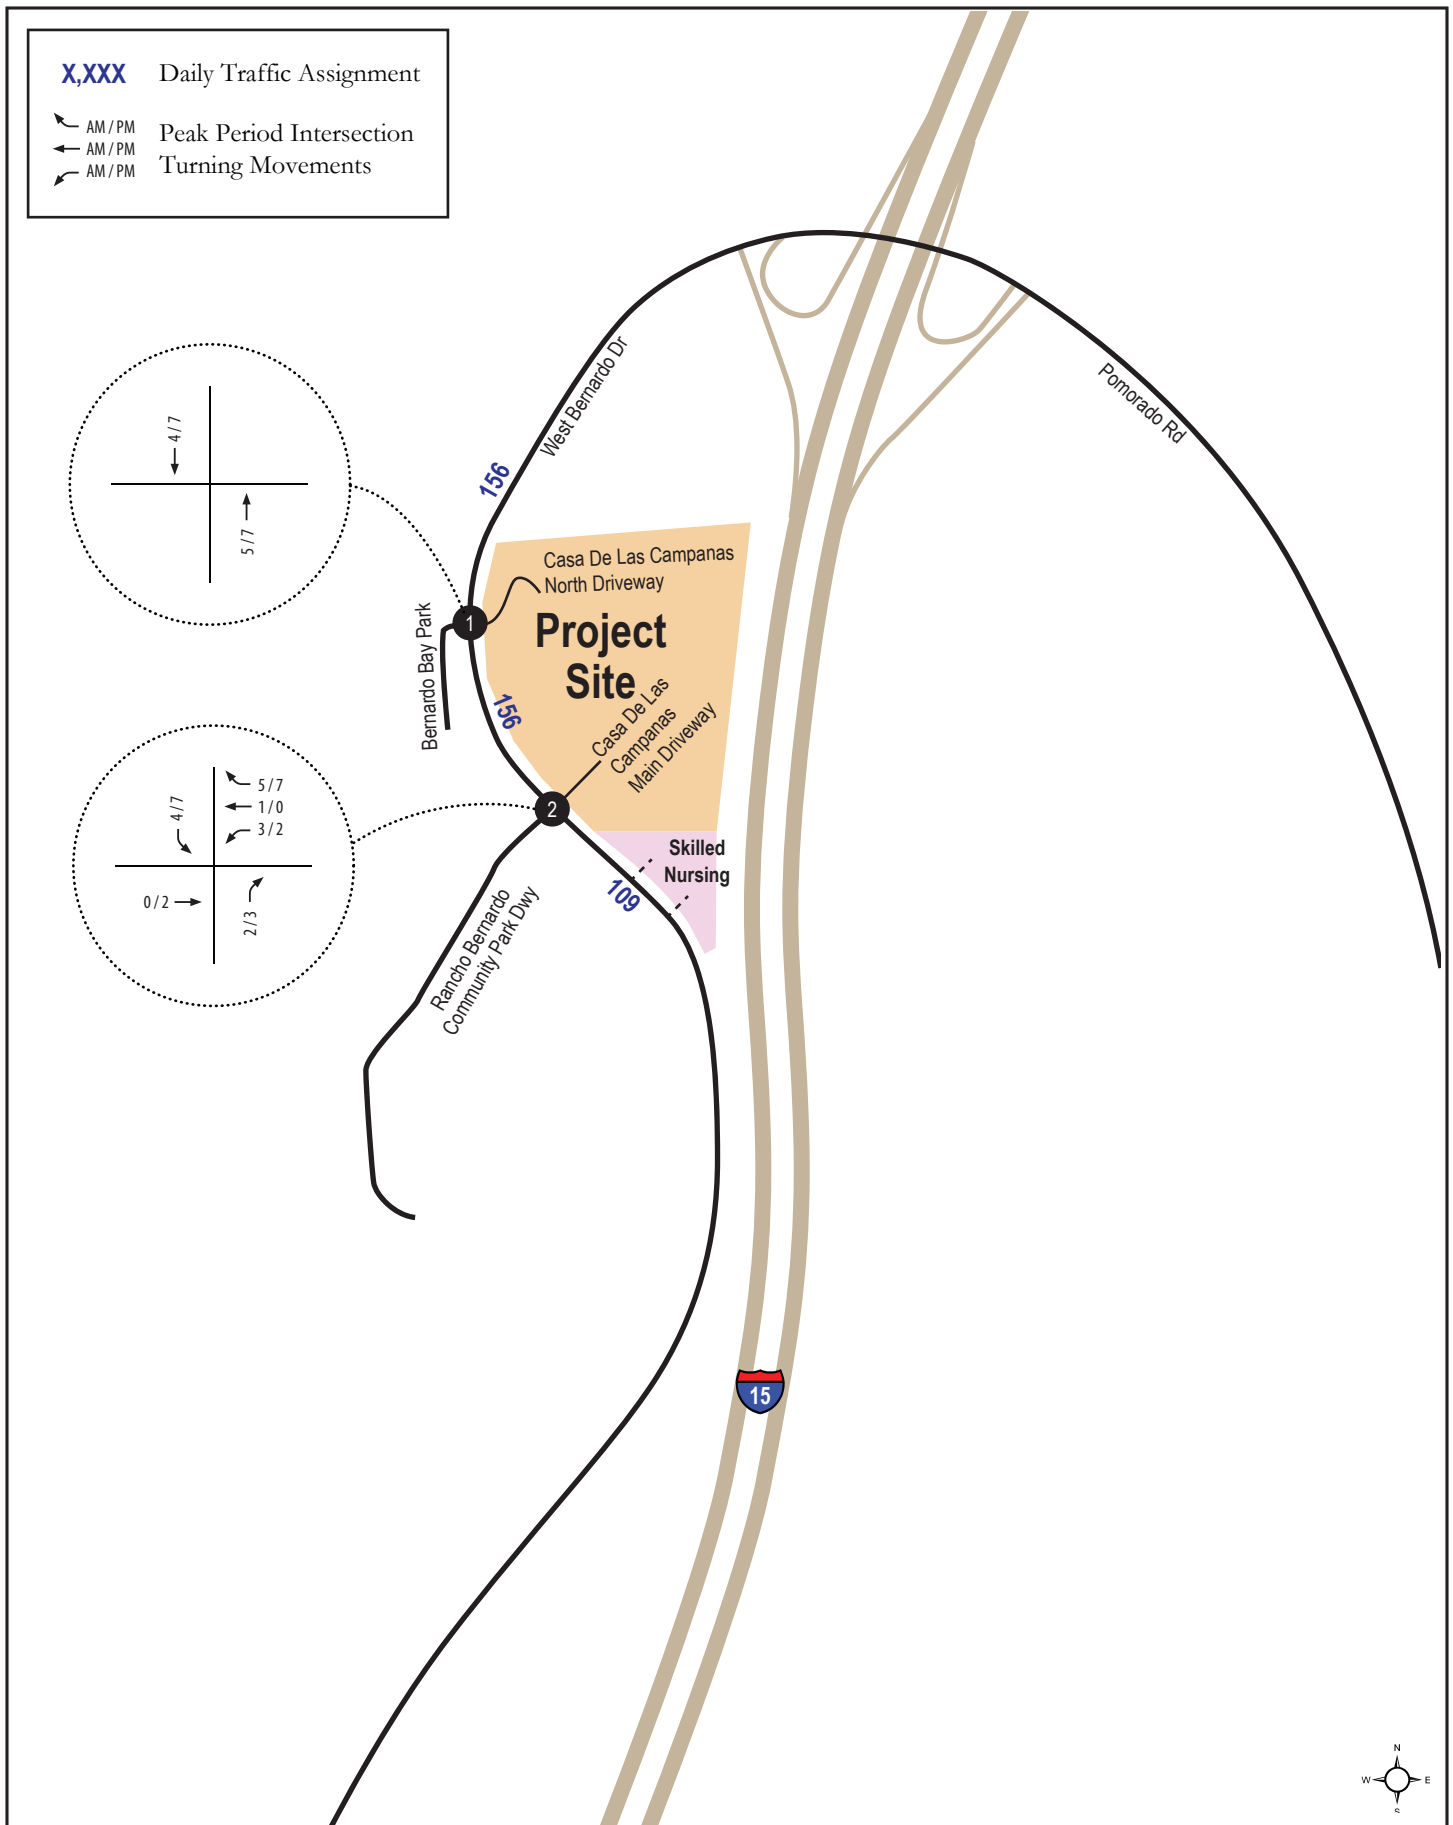 X,XXX Daily Traffic Assignment
AM / PM
AM / PM
AM / PM
Peak Period Intersection
Turning Movements
West Bernardo Dr
Pomorado Rd
4 / 7
5 / 7
156
Casa De Las Campanas
North Driveway
1
Project
Site
Bernardo Bay Park
156
Casa De Las
Campanas
Main Driveway
2
4 / 7
5 / 7
1 / 0
3 / 2
0 / 2
2 / 3
Skilled
Nursing
109
Rancho Bernardo
Community Park Dwy
15
N
W E
S